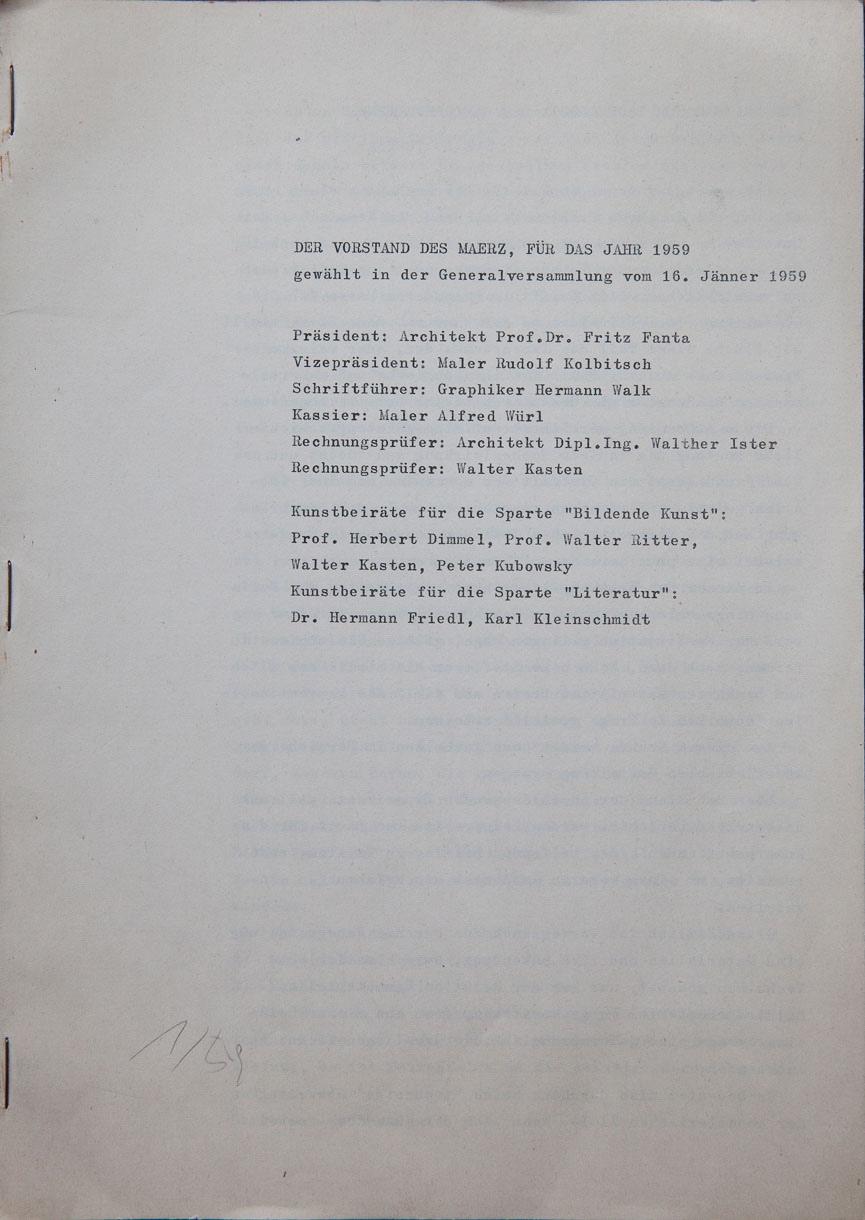 DER VORSTAND DES MAERZ, FÜR DAS JAHR 1959
gewählt in der Generalversammlung vom 16. Jänner 1959
Präsident: Architekt Prof.Dr. Fritz Fanta
Vizepräsident: Maler Rudolf Kolbitsch
Schriftführer: Graphiker Hermann Walk
Kassier: Maler Alfred Würl
Rechnungsprüfer: Architekt Dipl.Ing. Walther Ister
Rechnungsprüfer: Walter Kasten
Kunstbeiräte für die Sparte "Bildende Kunst":
Prof. Herbert Dimmel, Prof. Walter Ritter,
Walter Kasten, Peter Kubowsky
Kunstbeiräte für die Sparte "Literatur":
Dr. Hermann Friedl, Karl Kleinschmidt
1/59